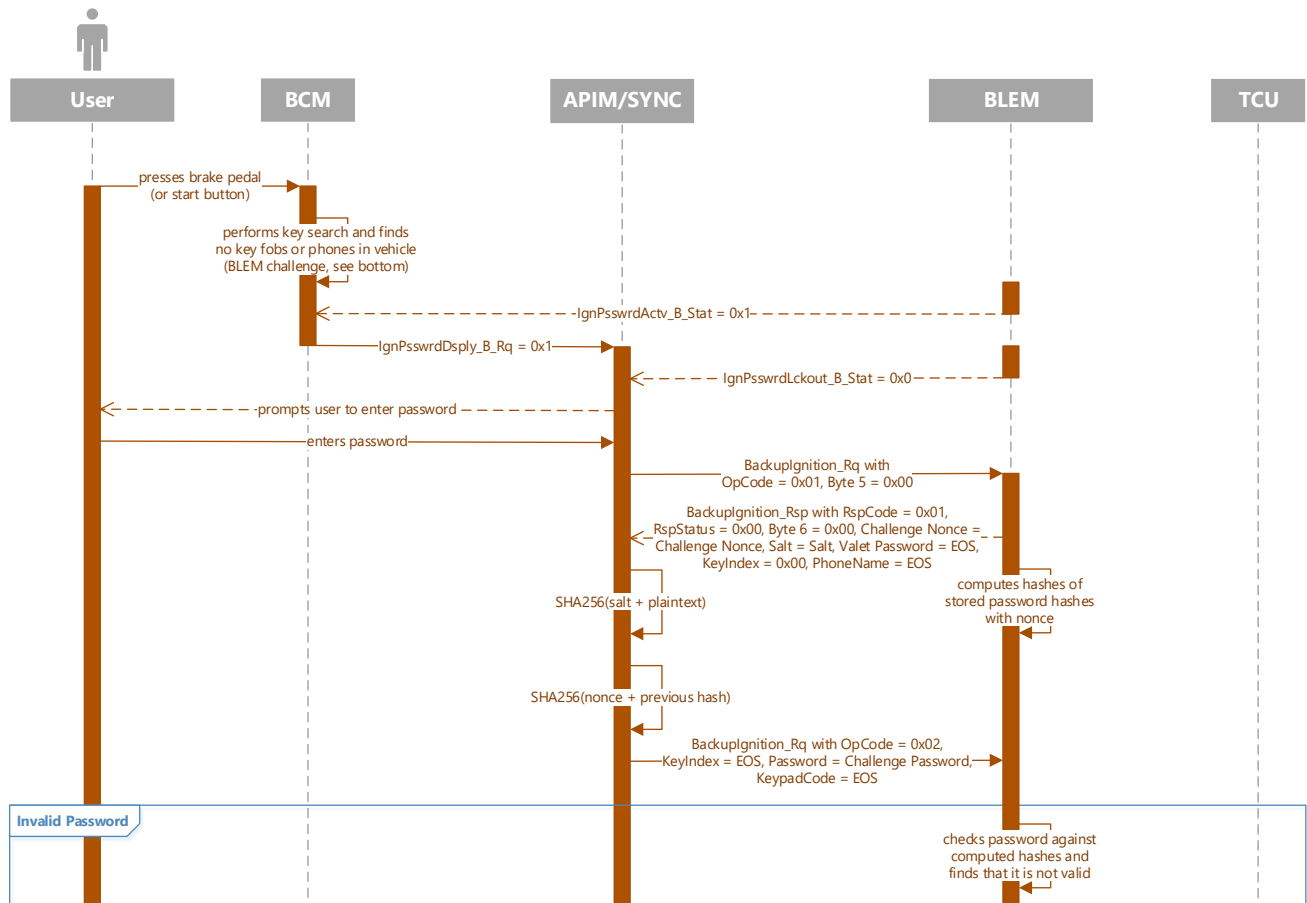 User
BCM
APIM/SYNC
BLEM
TCU
presses brake pedal
(or start button)
performs key search and finds
no key fobs or phones in vehicle
(BLEM challenge, see bottom)
IgnPsswrdActv_B_Stat = 0x1
IgnPsswrdDsply_B_Rq = 0x1
IgnPsswrdLckout_B_Stat = 0x0
prompts user to enter password
enters password
BackupIgnition_Rq with
OpCode = 0x01, Byte 5 = 0x00
BackupIgnition_Rsp with RspCode = 0x01,
RspStatus = 0x00, Byte 6 = 0x00, Challenge Nonce =
Challenge Nonce, Salt = Salt, Valet Password = EOS,
KeyIndex = 0x00, PhoneName = EOS
computes hashes of
stored password hashes
with nonce
SHA256(salt + plaintext)
SHA256(nonce + previous hash)
BackupIgnition_Rq with OpCode = 0x02,
KeyIndex = EOS, Password = Challenge Password,
KeypadCode = EOS
Invalid Password
checks password against
computed hashes and
finds that it is not valid